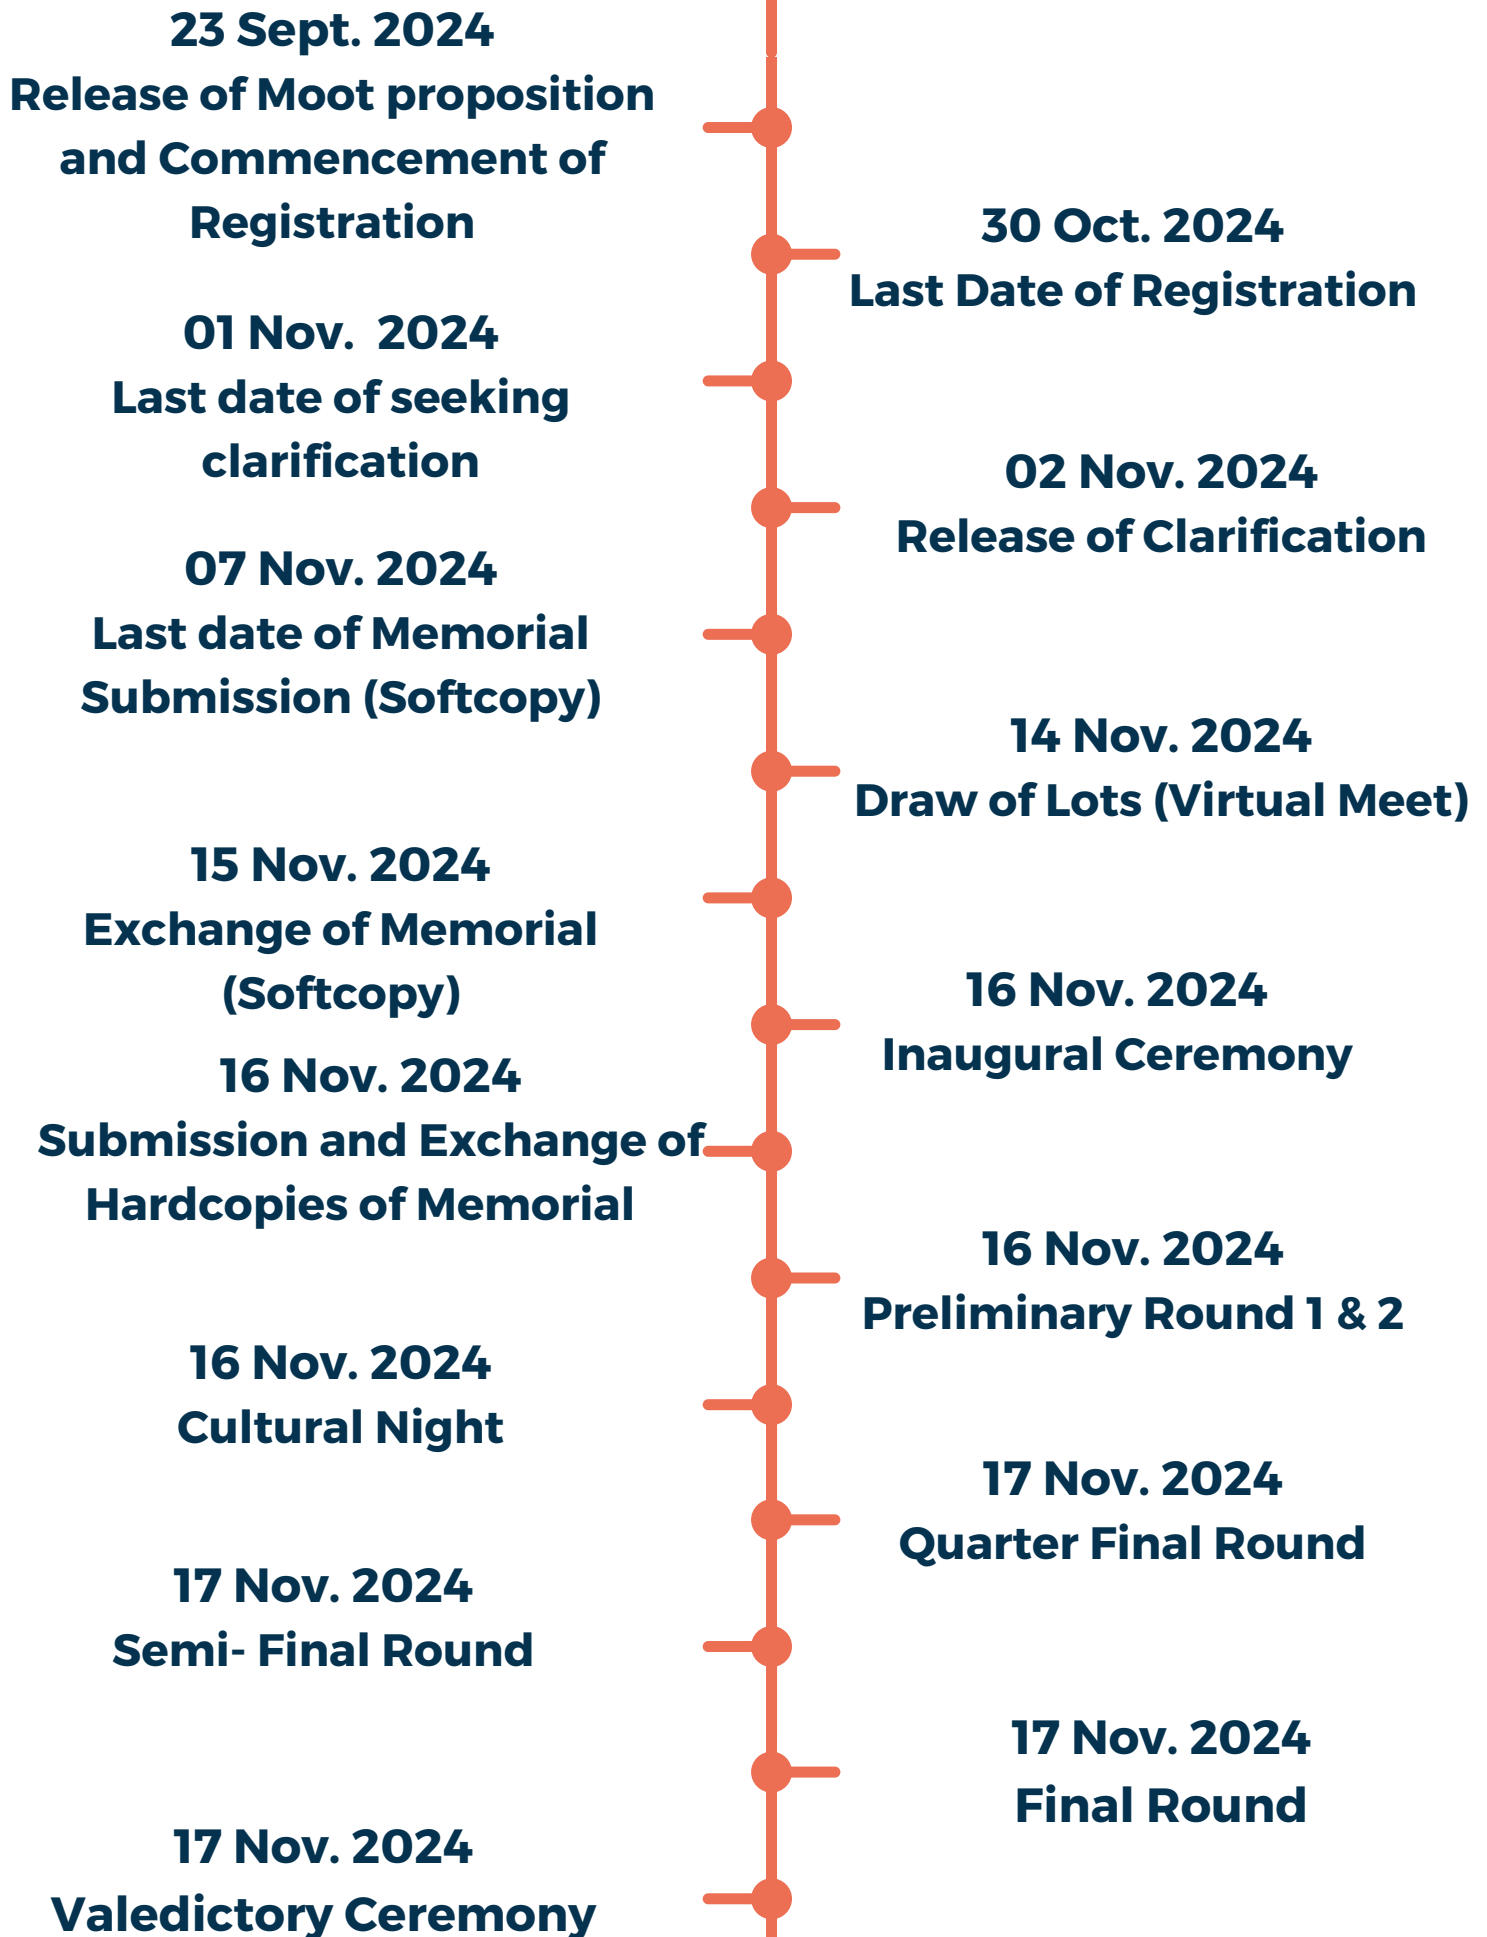 23 Sept. 2024
Release of Moot proposition
and Commencement of
Registration
30 Oct. 2024
Last Date of Registration
01 Nov.  2024
Last date of seeking
clarification
02 Nov. 2024
Release of Clarification
07 Nov. 2024
Last date of Memorial
Submission (Softcopy)
14 Nov. 2024
Draw of Lots (Virtual Meet)
15 Nov. 2024
Exchange of Memorial
(Softcopy)
16 Nov. 2024
Inaugural Ceremony
16 Nov. 2024
Submission and Exchange of
Hardcopies of Memorial
16 Nov. 2024
Preliminary Round 1 & 2
16 Nov. 2024
Cultural Night
17 Nov. 2024
Quarter Final Round
17 Nov. 2024
Semi- Final Round
17 Nov. 2024
Final Round
17 Nov. 2024
Valedictory Ceremony